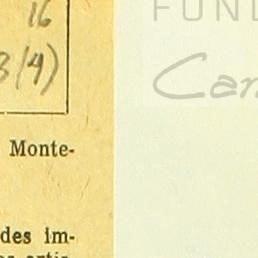 16
3(4)
Monte-
des im-
FUND
Car